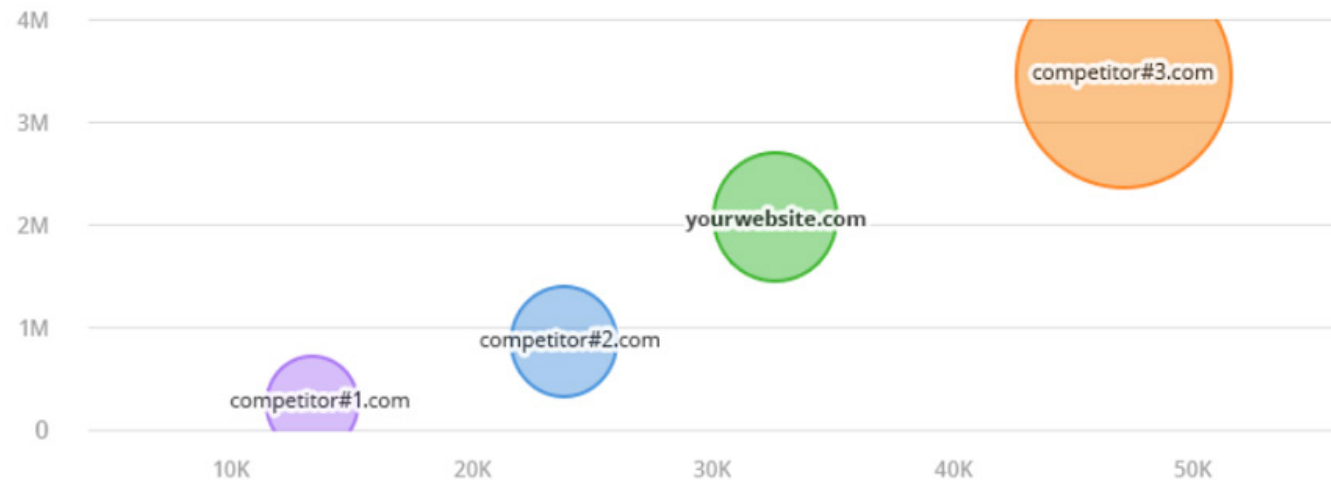 4M
competitor#3.com
3M
yourwebsite.com
2M
1M
competitor#2.com
competitor#1.com
0
10K 20K 30K 40K 50K